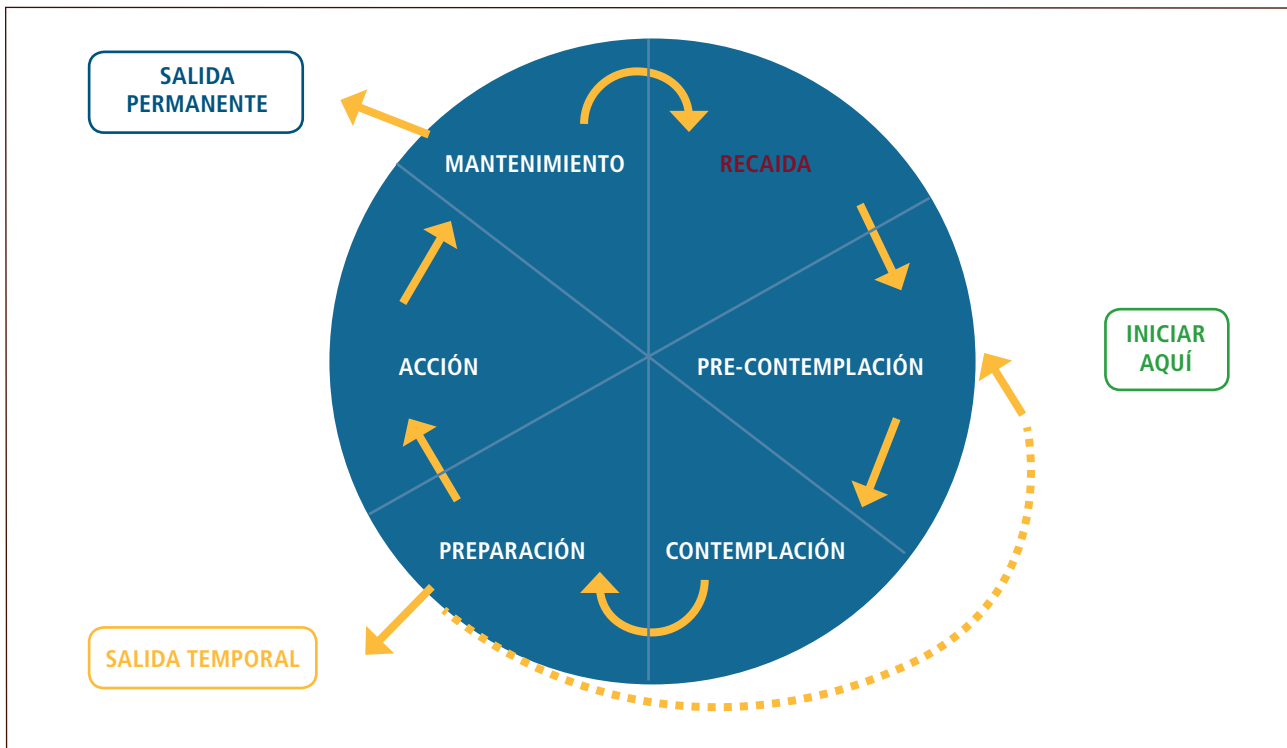 SALIDA
PERMANENTE
MANTENIMIENTO
RECAIDA
INICIAR
AQUÍ
ACCIÓN
PRE-CONTEMPLACIÓN
PREPARACIÓN
CONTEMPLACIÓN
SALIDA TEMPORAL